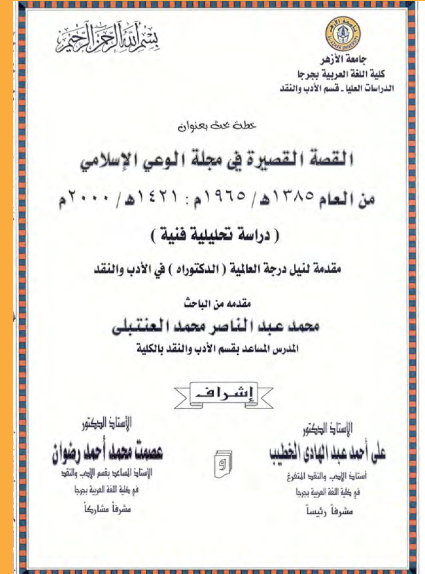 بسم الله الرحمن الرحيم
جامعة الأزهر
كلية اللغة العربية بجرجا
الدراسات العليا ـ قسم الأدب والنقد
خطة بحث بعنوان
القصة القصيرة في مجلة الوعي الإسلامي
من العام ١٣٨٥هـ / ١٩٦٥م : ١٤٢١هـ / ٢٠٠٠م
( دراسة تحليلية فنية )
مقدمة لنيل درجة العالمية ( الدكتوراه ) في الأدب والنقد
مقدمه من الباحث
محمد عبد الناصر محمد العنتبلي
المدرس المساعد بقسم الأدب والنقد بالكلية
إشراف
الأستاذ الدكتور
على أحمد عبد الهادى الخطيب
أستاذ الأدب والنقد المتفرغ
في كلية اللغة العربية بجرجا
مشرفاً رئيساً
الأستاذ الدكتور
عصمت محمد أحمد رضوان
الأستاذ المساعد بقسم الأدب والنقد
في كلية اللغة العربية بجرجا
مشرفاً مشاركاً